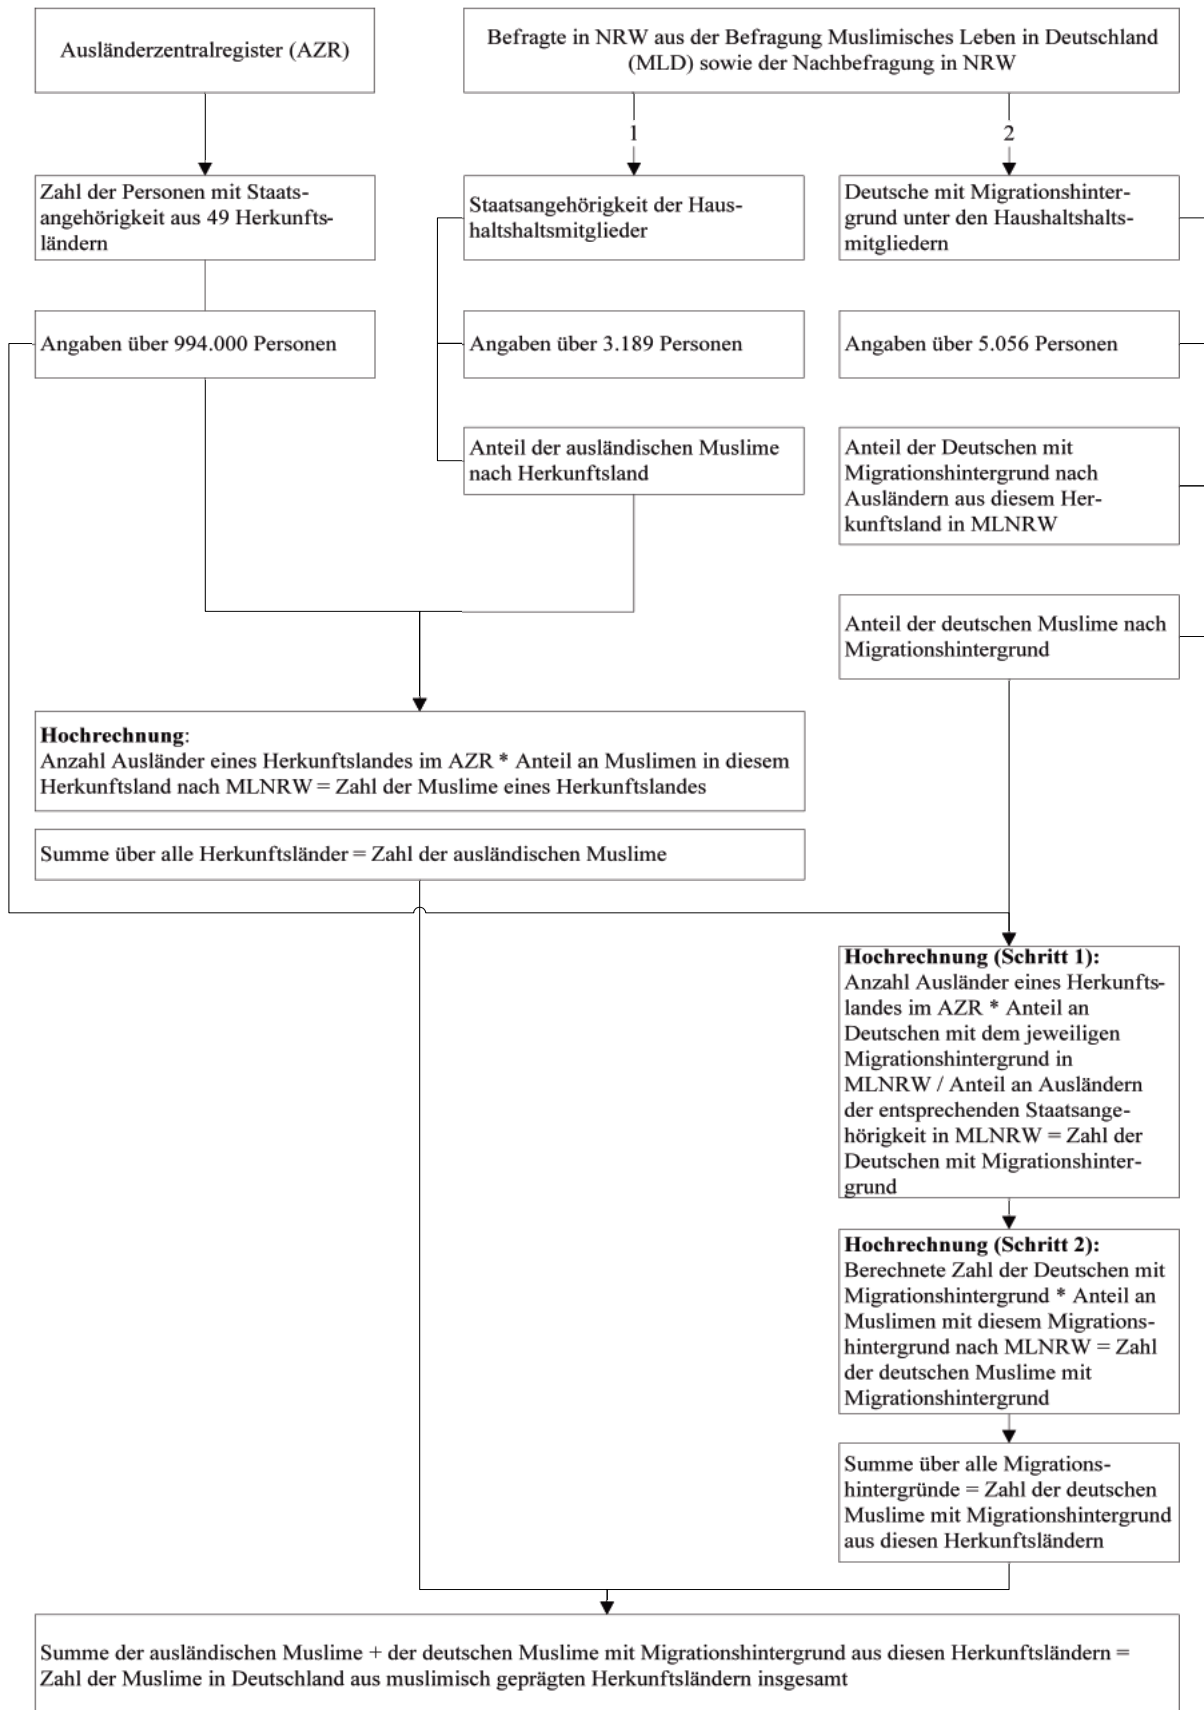 Ausländerzentralregister (AZR)
Befragte in NRW aus der Befragung Muslimisches Leben in Deutschland
(MLD) sowie der Nachbefragung in NRW
1
2
Zahl der Personen mit Staats-
angehörigkeit aus 49 Herkunfts-
ländern
Staatsangehörigkeit der Haus-
haltshaltsmitglieder
Deutsche mit Migrationshinter-
grund unter den Haushaltshalts-
mitgliedern
Angaben über 994.000 Personen
Angaben über 3.189 Personen
Angaben über 5.056 Personen
Anteil der ausländischen Muslime
nach Herkunftsland
Anteil der Deutschen mit
Migrationshintergrund nach
Ausländern aus diesem Her-
kunftsland in MLNRW
Anteil der deutschen Muslime nach
Migrationshintergrund
Hochrechnung:
Anzahl Ausländer eines Herkunftslandes im AZR * Anteil an Muslimen in diesem
Herkunftsland nach MLNRW = Zahl der Muslime eines Herkunftslandes
Summe über alle Herkunftsländer = Zahl der ausländischen Muslime
Hochrechnung (Schritt 1):
Anzahl Ausländer eines Herkunfts-
landes im AZR * Anteil an
Deutschen mit dem jeweiligen
Migrationshintergrund in
MLNRW / Anteil an Ausländern
der entsprechenden Staatsange-
hörigkeit in MLNRW = Zahl der
Deutschen mit Migrationshinter-
grund
Hochrechnung (Schritt 2):
Berechnete Zahl der Deutschen mit
Migrationshintergrund * Anteil an
Muslimen mit diesem Migrations-
hintergrund nach MLNRW = Zahl
der deutschen Muslime mit
Migrationshintergrund
Summe über alle Migrations-
hintergründe = Zahl der deutschen
Muslime mit Migrationshintergrund
aus diesen Herkunftsländern
Summe der ausländischen Muslime + der deutschen Muslime mit Migrationshintergrund aus diesen Herkunftsländern =
Zahl der Muslime in Deutschland aus muslimisch geprägten Herkunftsländern insgesamt